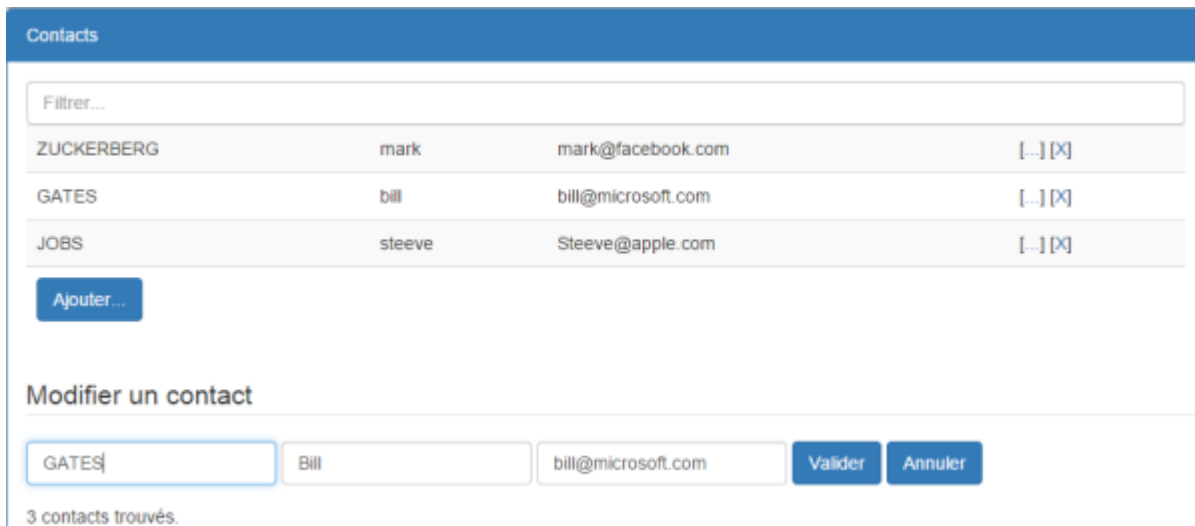 Contacts
Filtrer...
ZUCKERBERG mark mark@facebook.com [...] [X]
GATES bill bill@microsoft.com [...] [X]
JOBS steeve Steeve@apple.com [...] [X]
Ajouter...
Modifier un contact
GATES Bill bill@microsoft.com Valider Annuler
3 contacts trouvés.